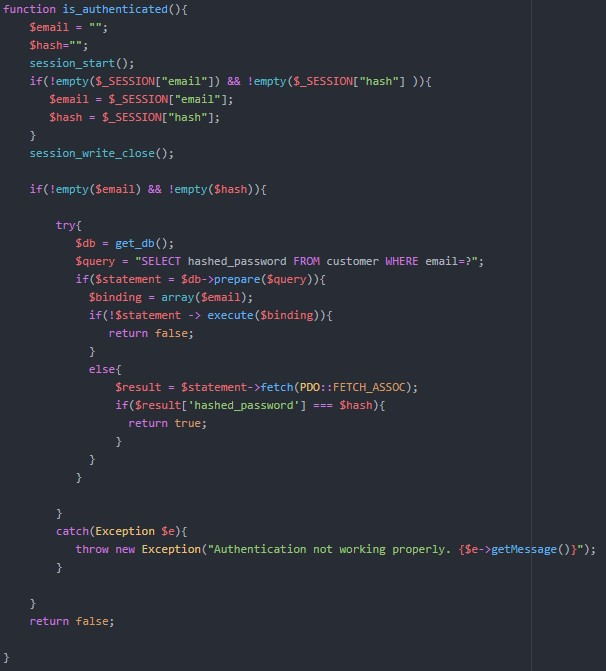 function is_authenticated(){
    $email = "";
    $hash="";
    session_start();
    if(!empty($_SESSION["email"]) && !empty($_SESSION["hash"] )){
       $email = $_SESSION["email"];
       $hash = $_SESSION["hash"];
    }
    session_write_close();

    if(!empty($email) && !empty($hash)){

        try{
           $db = get_db();
           $query = "SELECT hashed_password FROM customer WHERE email=?";
           if($statement = $db->prepare($query)){
             $binding = array($email);
             if(!$statement -> execute($binding)){
                return false;
             }
             else{
                 $result = $statement->fetch(PDO::FETCH_ASSOC);
                 if($result['hashed_password'] === $hash){
                   return true;
                 }
             }
           }

        }
        catch(Exception $e){
           throw new Exception("Authentication not working properly. {$e->getMessage()}");
        }

    }
    return false;

}